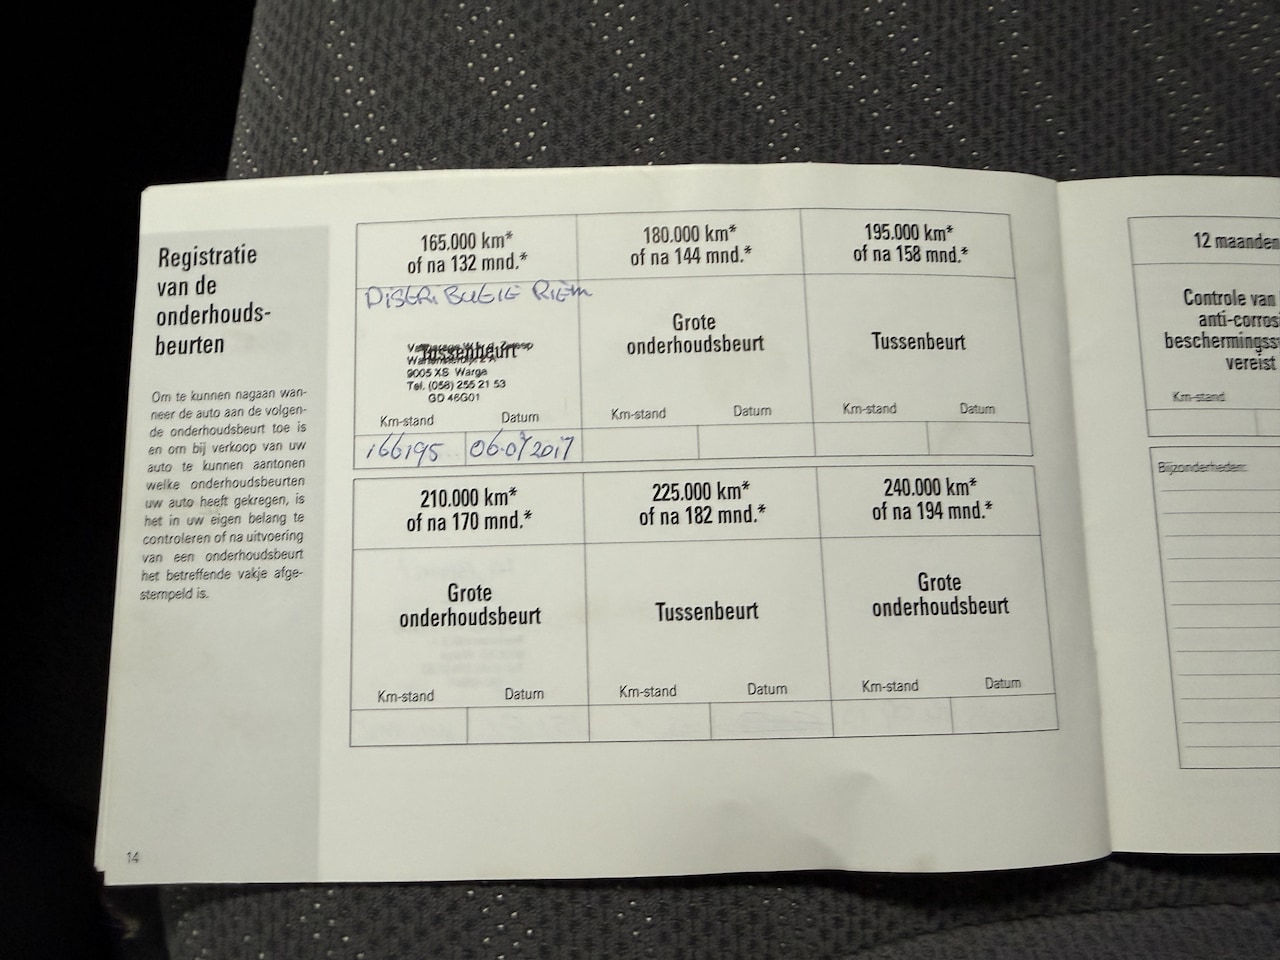 Registratie
van de
onderhouds-
beurten
Om te kunnen nagaan wan-
neer de auto aan de volgen-
de onderhoudsbeurt toe is
en om bij verkoop van uw
auto te kunnen aantonen
welke onderhoudsbeurten
uw auto heeft gekregen, is
het in uw eigen belang te
controleren of na uitvoering
van een onderhoudsbeurt
het betreffende vakje afge-
stempeld is.
14
165.000 km*
of na 132 mnd.*
DiSTRiBUtiE RiEm
Tussenbeurt
9005 XS Warga
Tel. (058) 255 21 53
GD 46G01
Km-stand Datum
166195 2017
180.000 km*
of na 144 mnd.*
Grote
onderhoudsbeurt
Km-stand Datum
195.000 km*
of na 158 mnd.*
Tussenbeurt
Km-stand Datum
210.000 km*
of na 170 mnd.*
Grote
onderhoudsbeurt
Km-stand Datum
225.000 km*
of na 182 mnd.*
Tussenbeurt
Km-stand Datum
240.000 km*
of na 194 mnd.*
Grote
onderhoudsbeurt
Km-stand Datum
12 maanden
Controle van
anti-corros
beschermingss
vereist
Km-stand
Bijzonderheden: